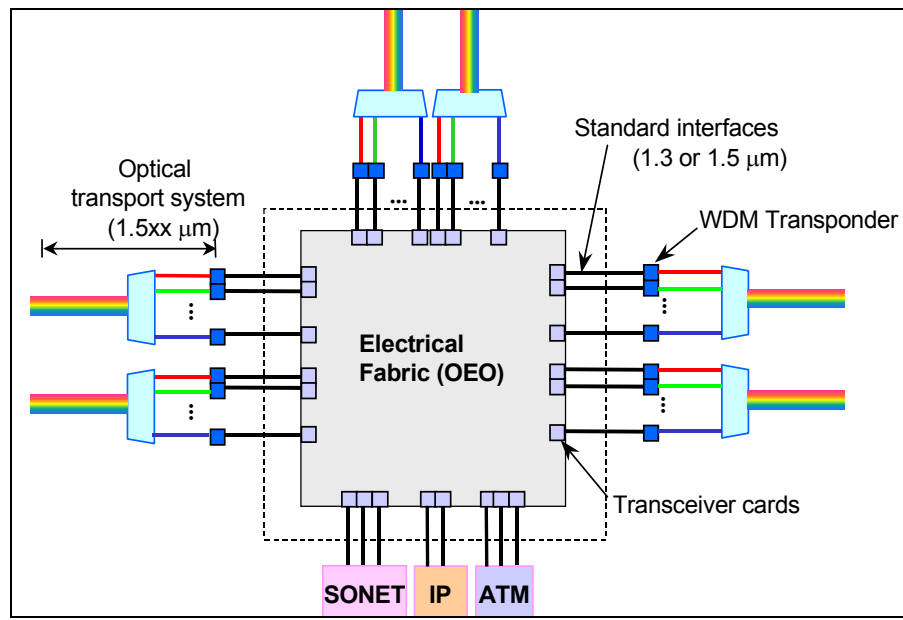 Standard interfaces
(1.3 or 1.5 μm)
Optical
transport system
(1.5xx μm)
...
...
WDM Transponder
...
...
Electrical
Fabric (OEO)
...
...
Transceiver cards
SONET
IP
ATM